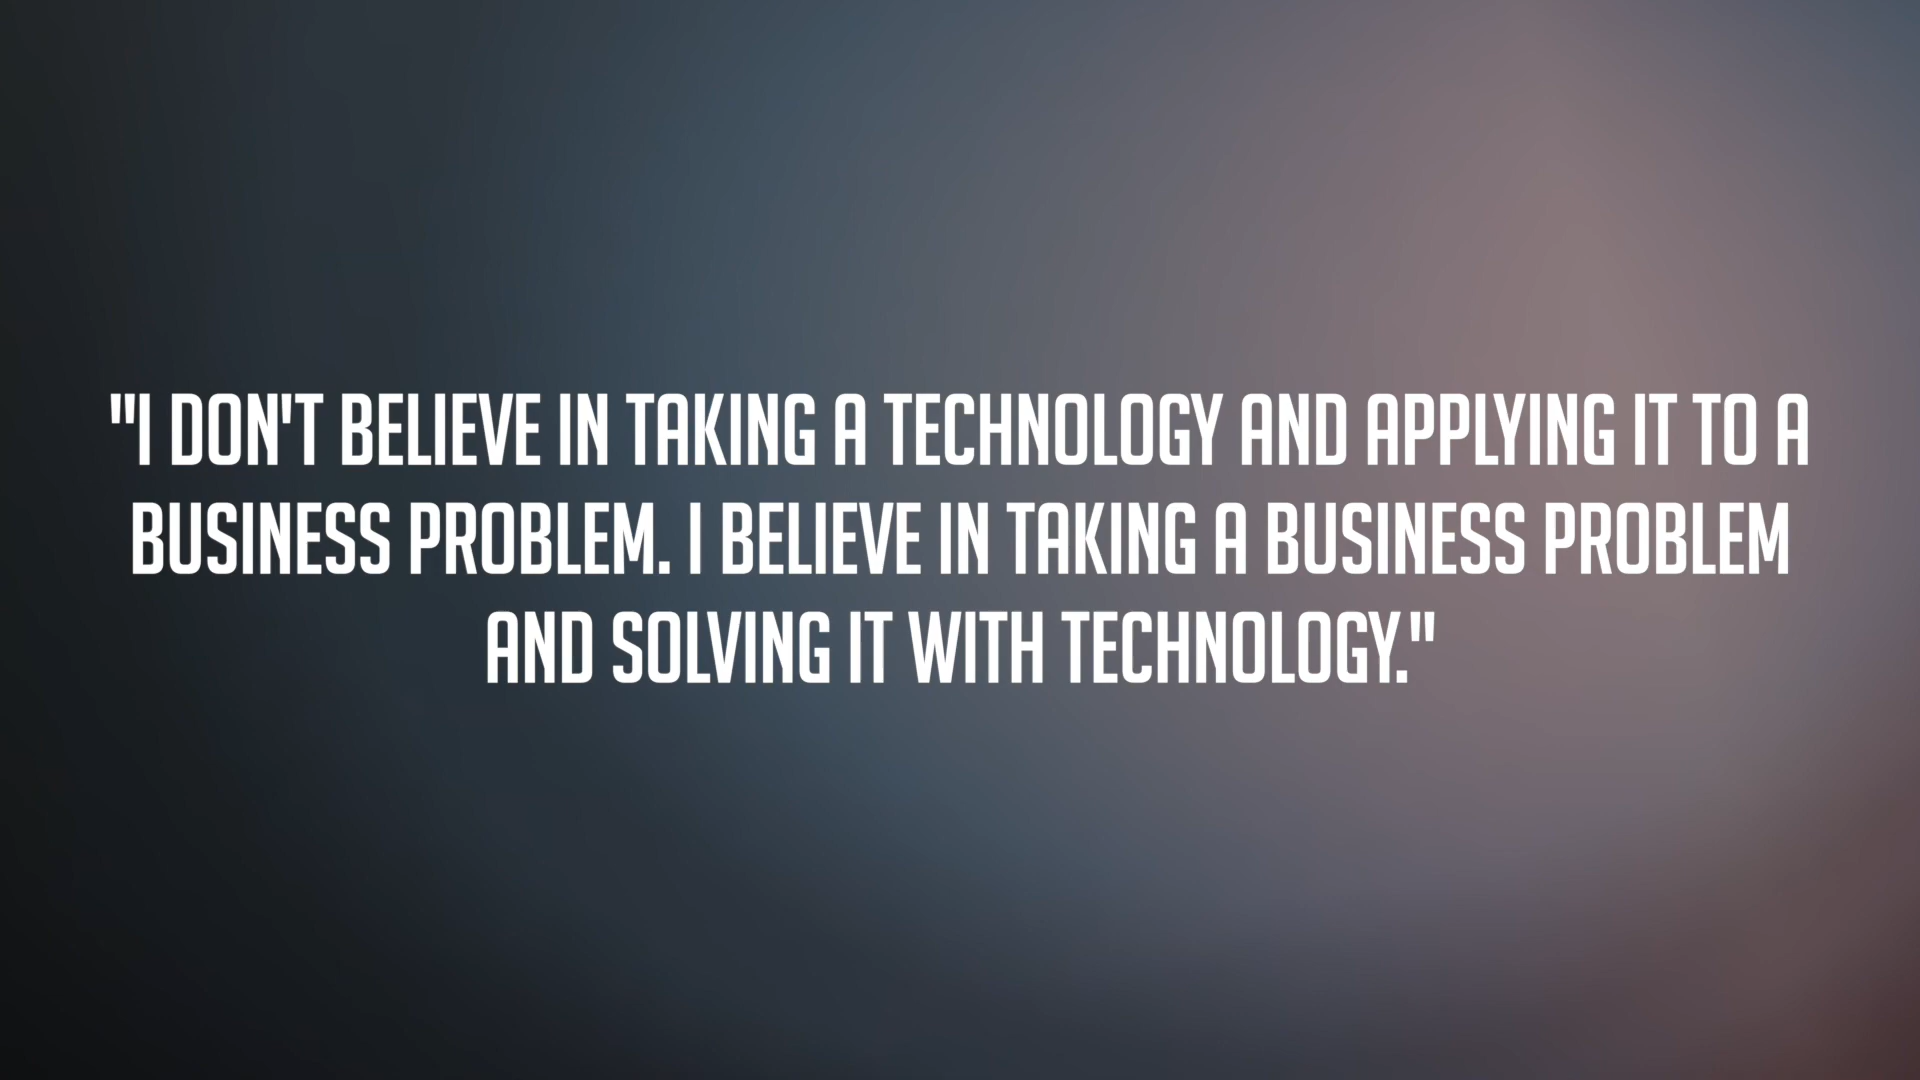 "I DON'T BELIEVE IN TAKING A TECHNOLOGY AND APPLYING IT TO A
BUSINESS PROBLEM. I BELIEVE IN TAKING A BUSINESS PROBLEM
AND SOLVING IT WITH TECHNOLOGY."